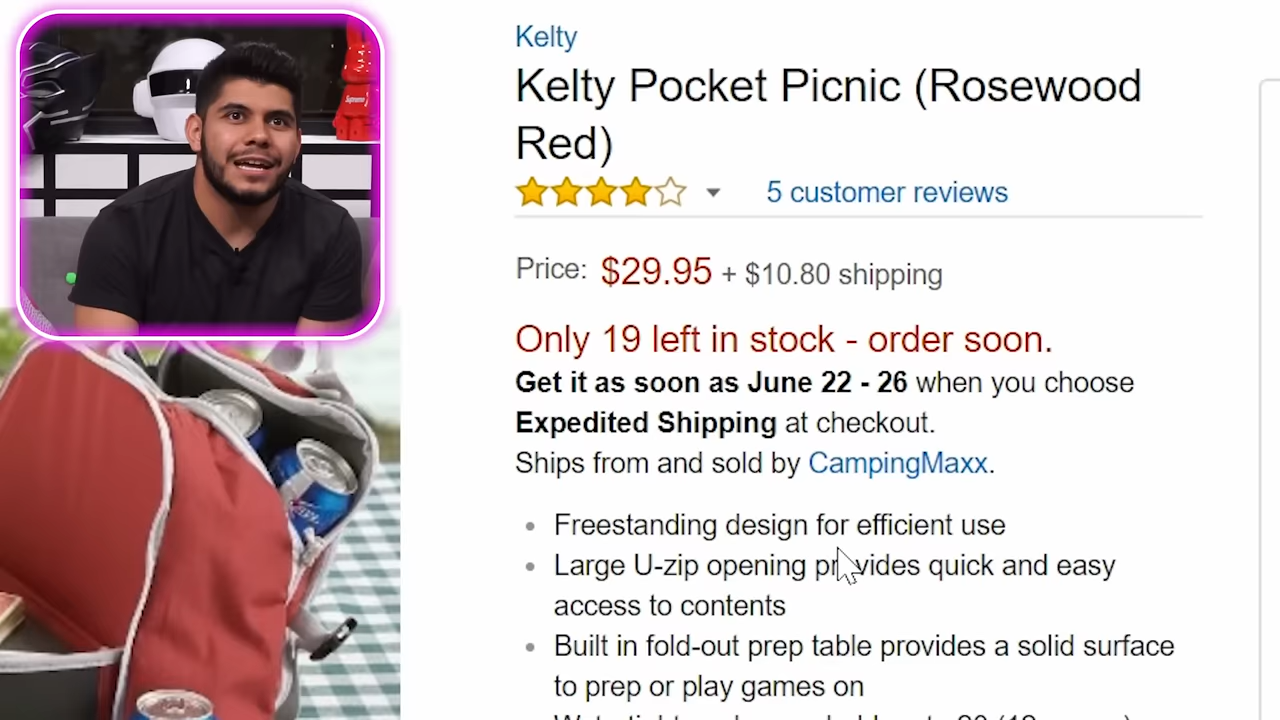 Kelty
Kelty Pocket Picnic (Rosewood
Red)
5 customer reviews
Price: $29.95 + $10.80 shipping
Only 19 left in stock - order soon.
Get it as soon as June 22 - 26 when you choose
Expedited Shipping at checkout.
Ships from and sold by CampingMaxx.
Freestanding design for efficient use
Large U-zip opening provides quick and easy
access to contents
Built in fold-out prep table provides a solid surface
to prep or play games on
Supreme